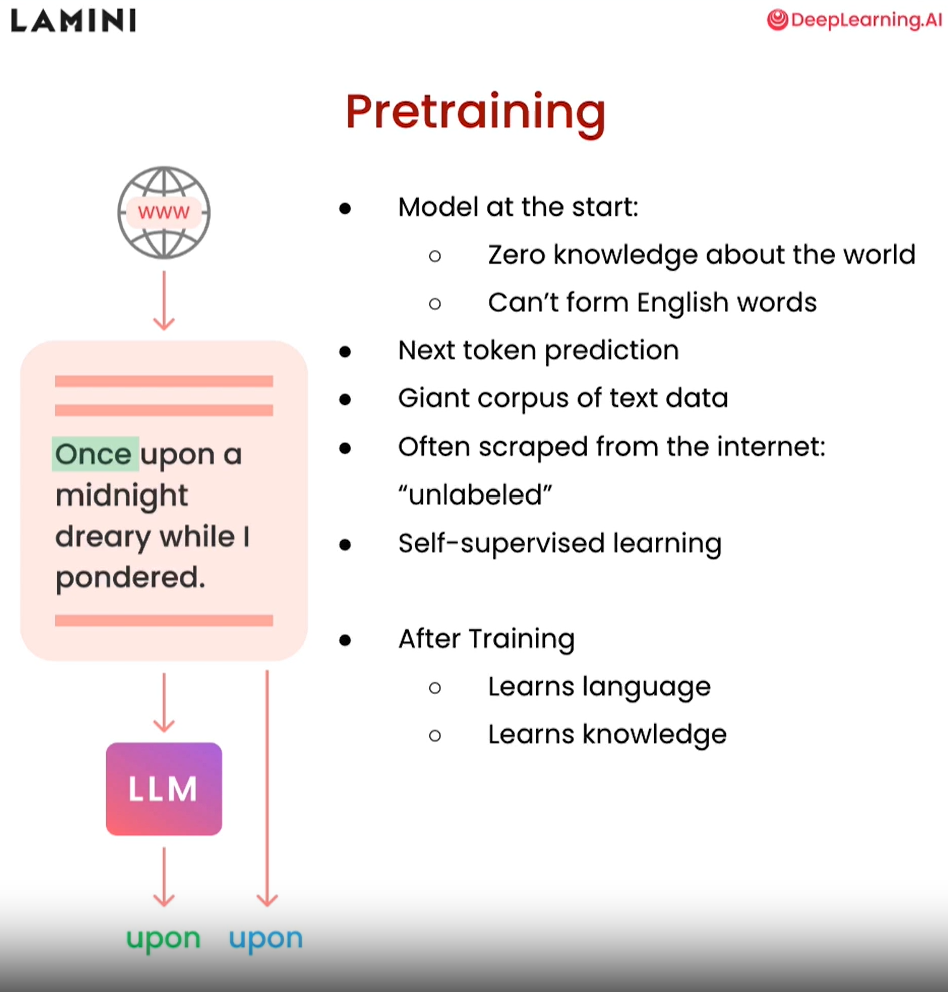 LAMINI
DeepLearning.AI
Pretraining
www
Once upon a
midnight
dreary while I
pondered.
LLM
upon upon
● Model at the start:
○ Zero knowledge about the world
○ Can’t form English words
● Next token prediction
● Giant corpus of text data
● Often scraped from the internet:
“unlabeled”
● Self-supervised learning
● After Training
○ Learns language
○ Learns knowledge